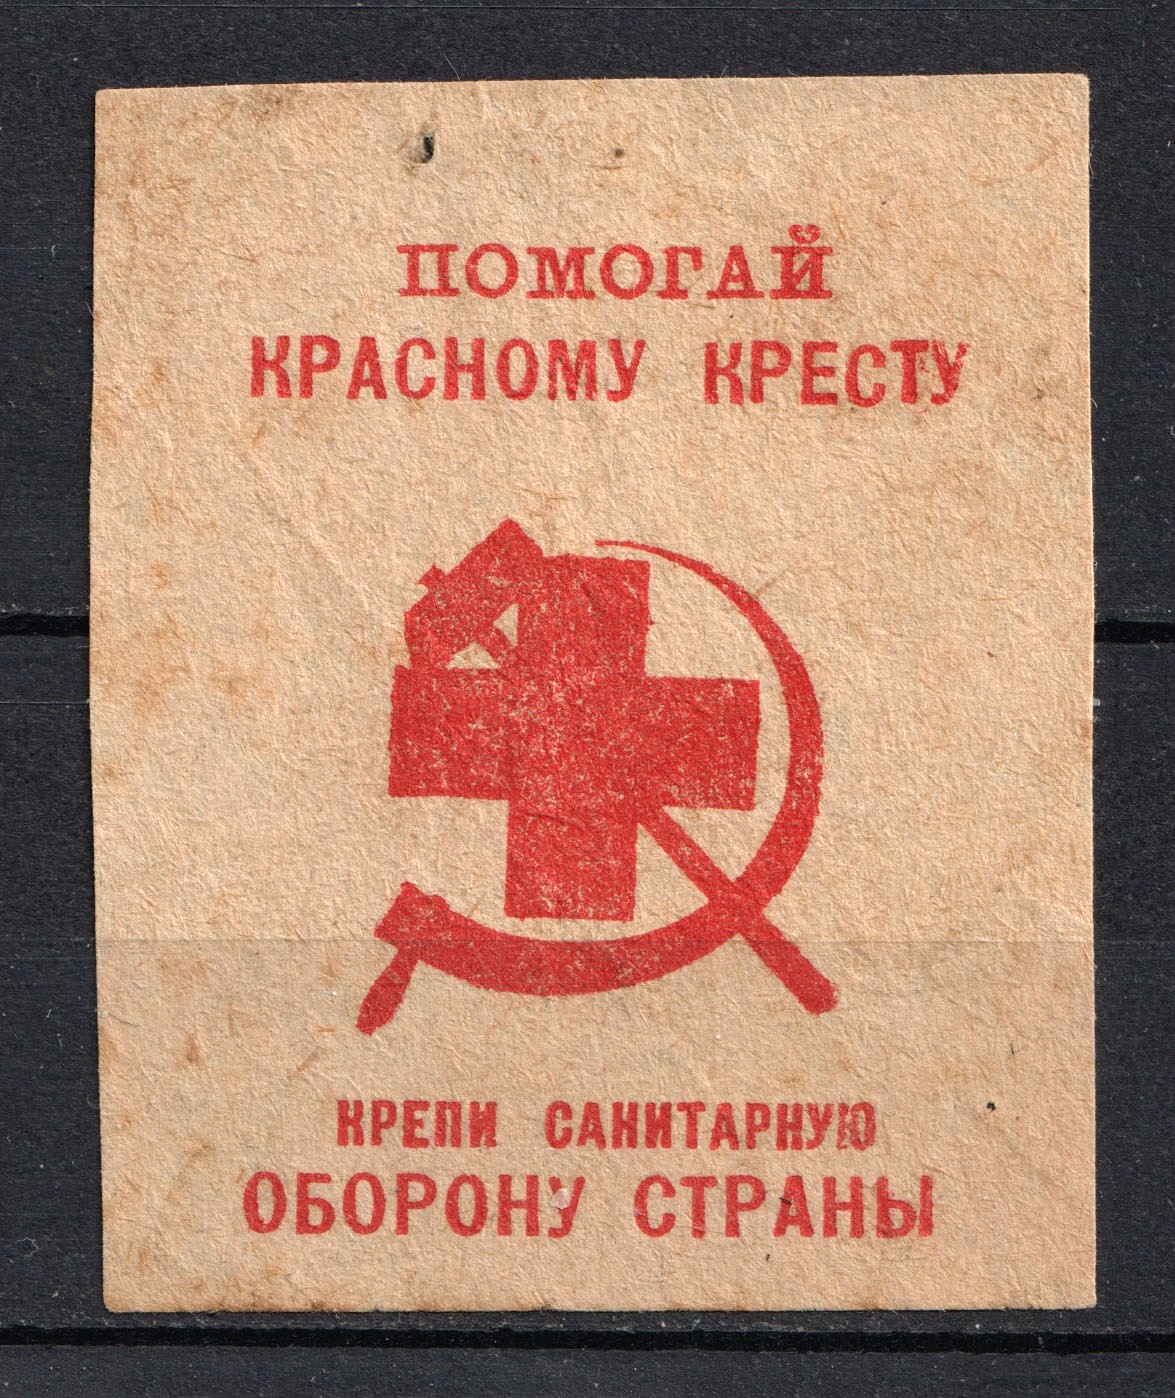 ПОМОГАЙ
КРАСНОМУ КРЕСТУ
КРЕПИ САНИТАРНУЮ
ОБОРОНУ СТРАНЫ